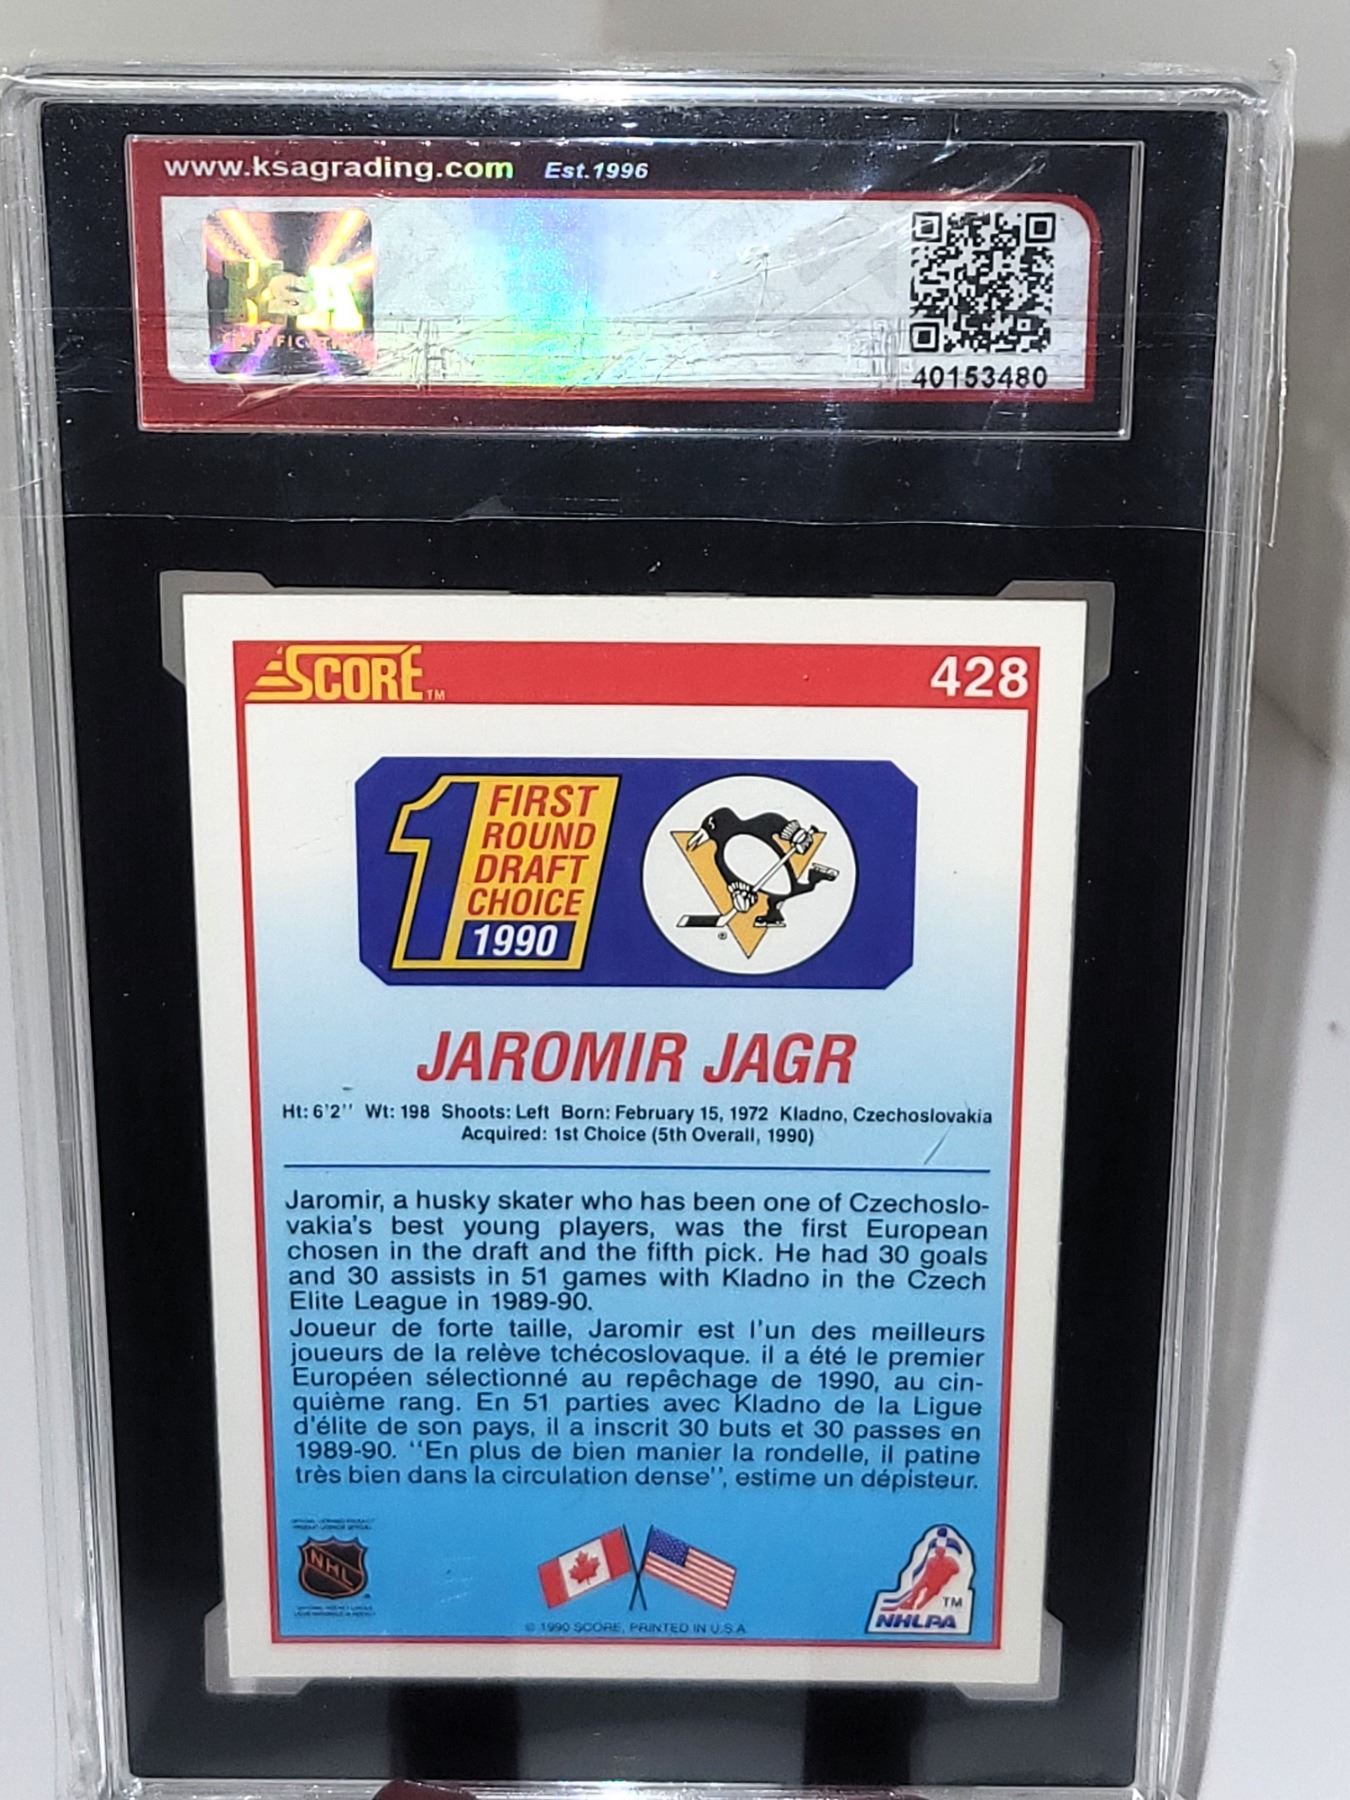 www.ksagrading.com Est.1996
KSA
CERTIFICATION
40153480
SCORE TM 428
1 FIRST
ROUND
DRAFT
CHOICE
1990
®
JAROMIR JAGR
Ht: 6'2'' Wt: 198 Shoots: Left Born: February 15, 1972 Kladno, Czechoslovakia
Acquired: 1st Choice (5th Overall, 1990)
Jaromir, a husky skater who has been one of Czechoslo-
vakia's best young players, was the first European
chosen in the draft and the fifth pick. He had 30 goals
and 30 assists in 51 games with Kladno in the Czech
Elite League in 1989-90.
Joueur de forte taille, Jaromir est l'un des meilleurs
joueurs de la relève tchécoslovaque. il a été le premier
Européen sélectionné au repêchage de 1990, au cin-
quième rang. En 51 parties avec Kladno de la Ligue
d'élite de son pays, il a inscrit 30 buts et 30 passes en
1989-90. ''En plus de bien manier la rondelle, il patine
très bien dans la circulation dense'', estime un dépisteur.
NHL
© 1990 SCORE, PRINTED IN U.S.A.
TM
NHLPA